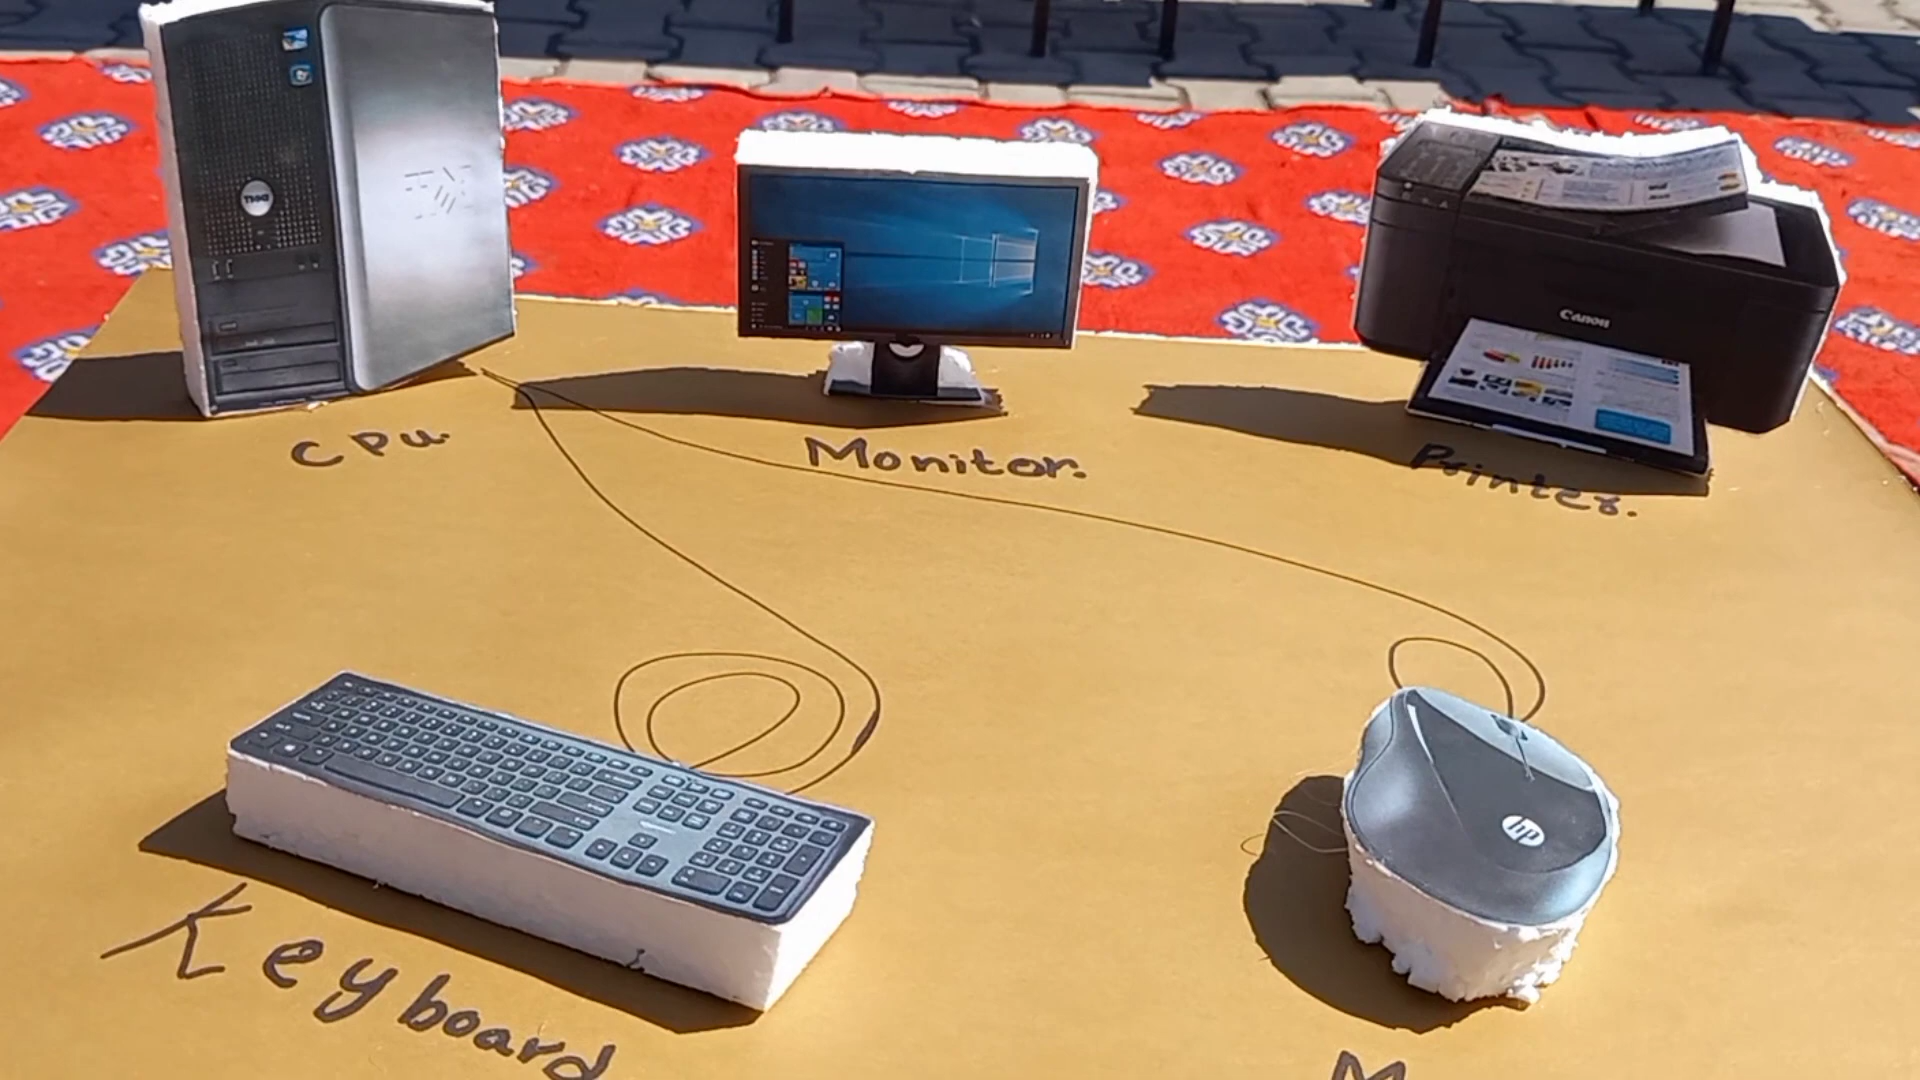 DELL
Canon
CPU.
Monitor.
Printer.
hp
Keyboard
M